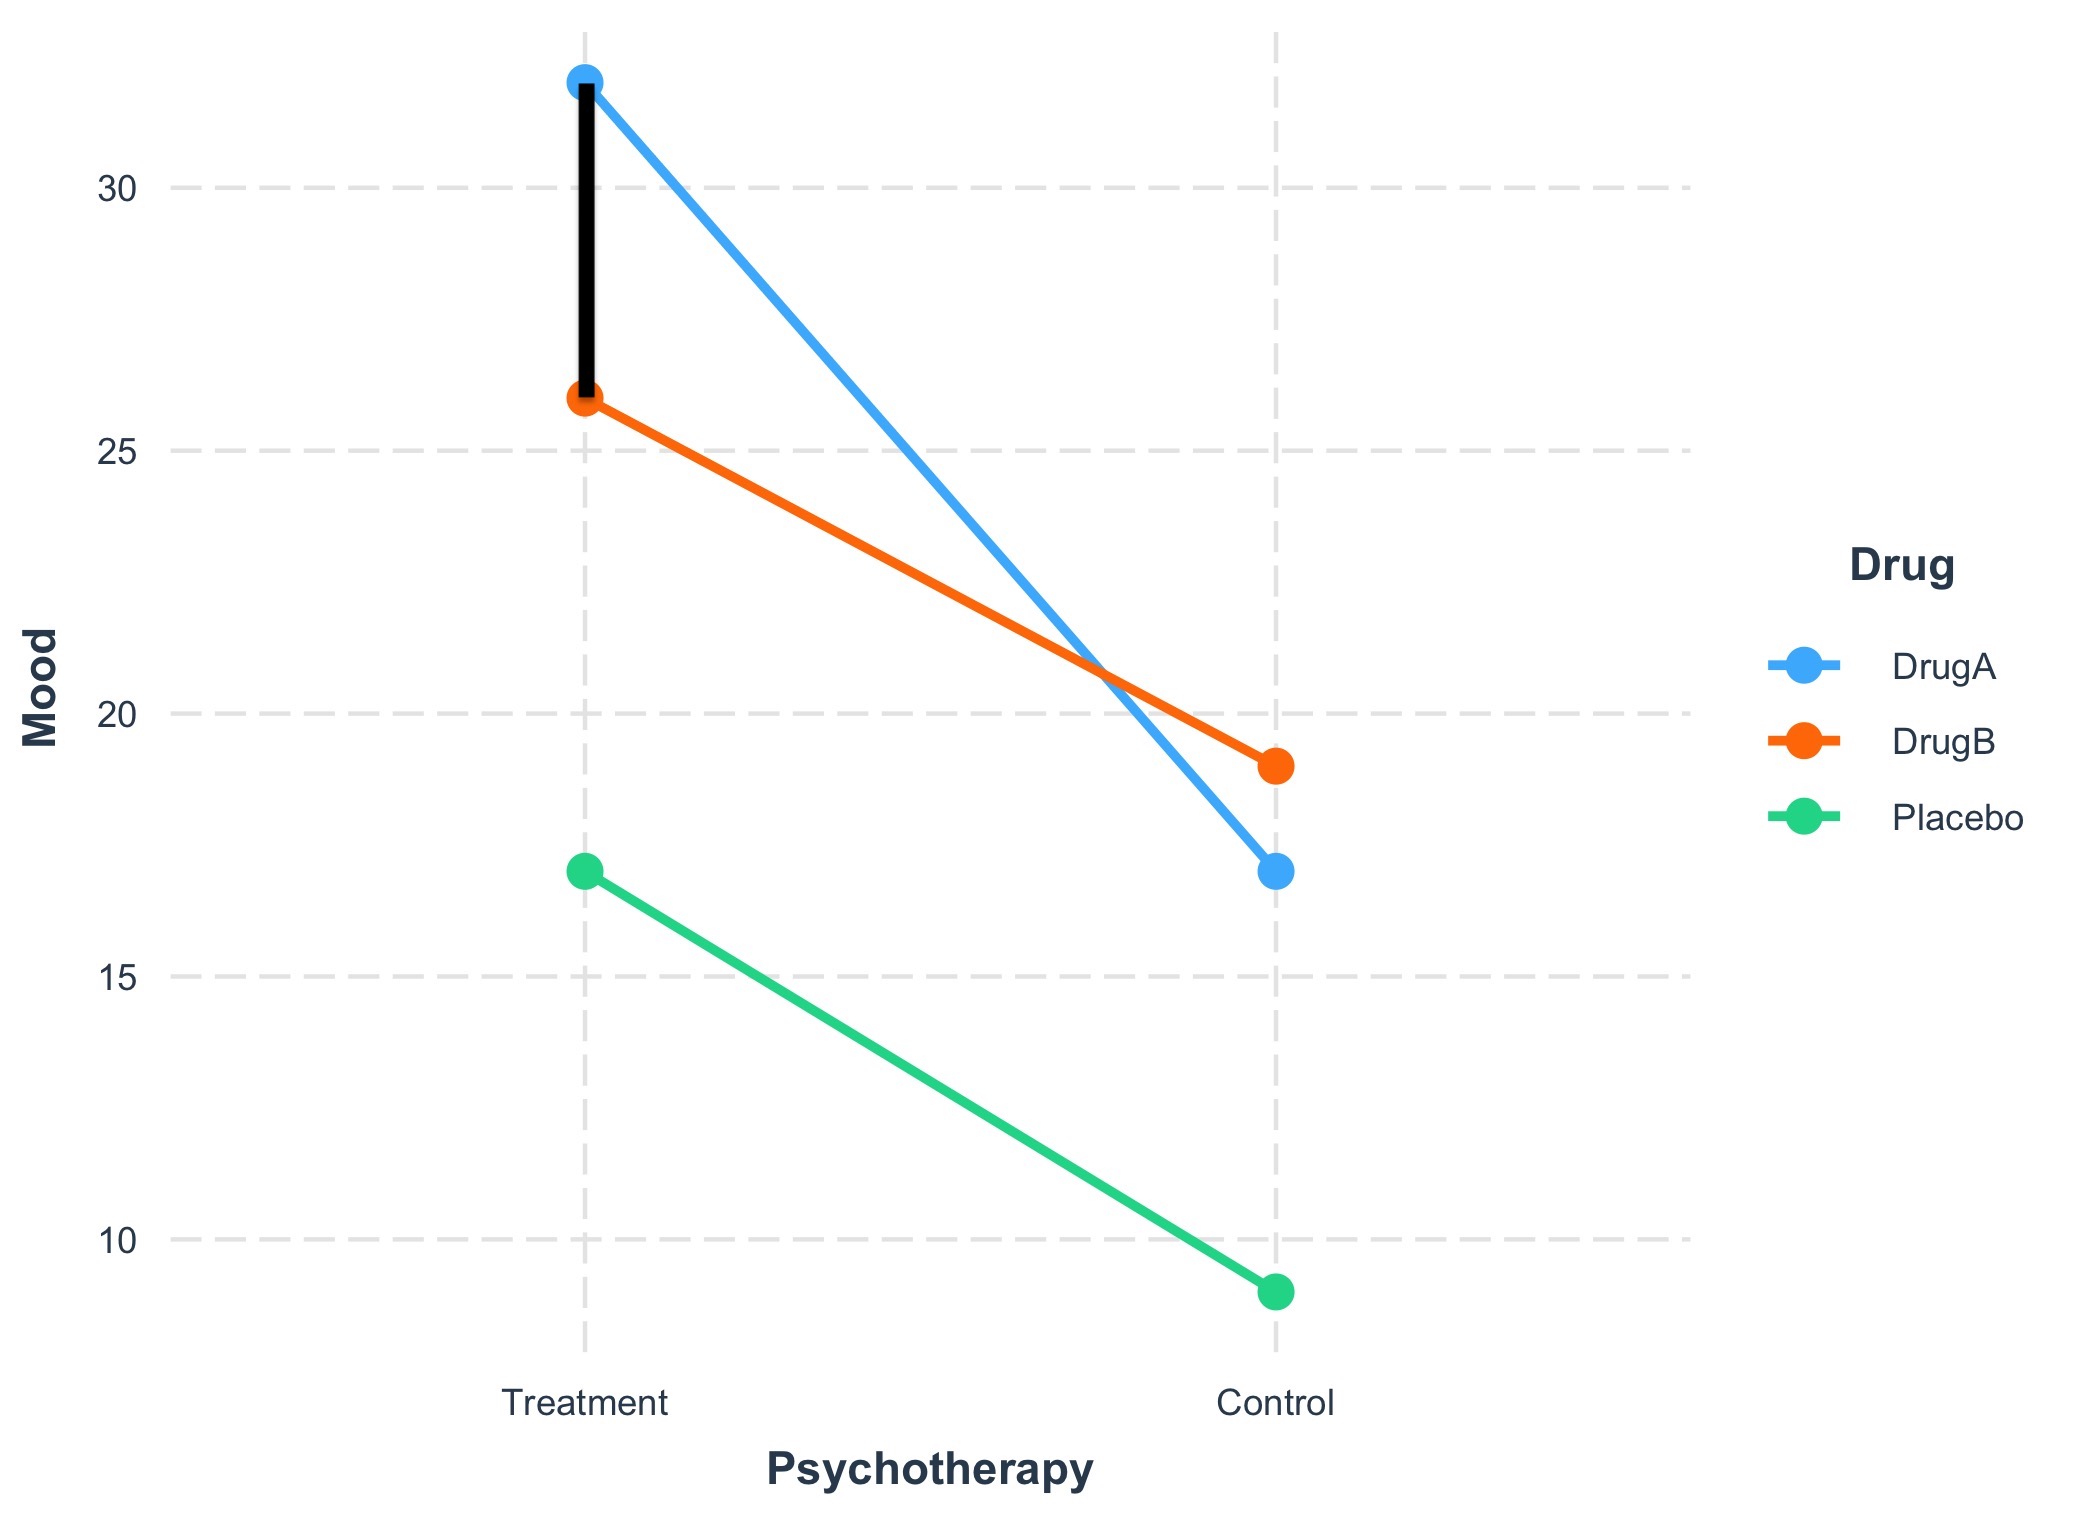 30
25
20
15
10
Mood
Treatment
Control
Psychotherapy
Drug
DrugA
DrugB
Placebo